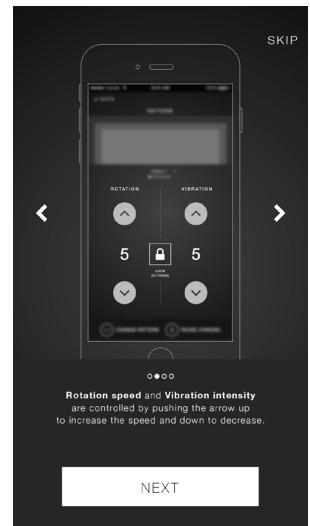 SKIP
ROTATION VIBRATION
5 5
LOCK
SETTINGS
Rotation speed and Vibration intensity
are controlled by pushing the arrow up
to increase the speed and down to decrease.
NEXT